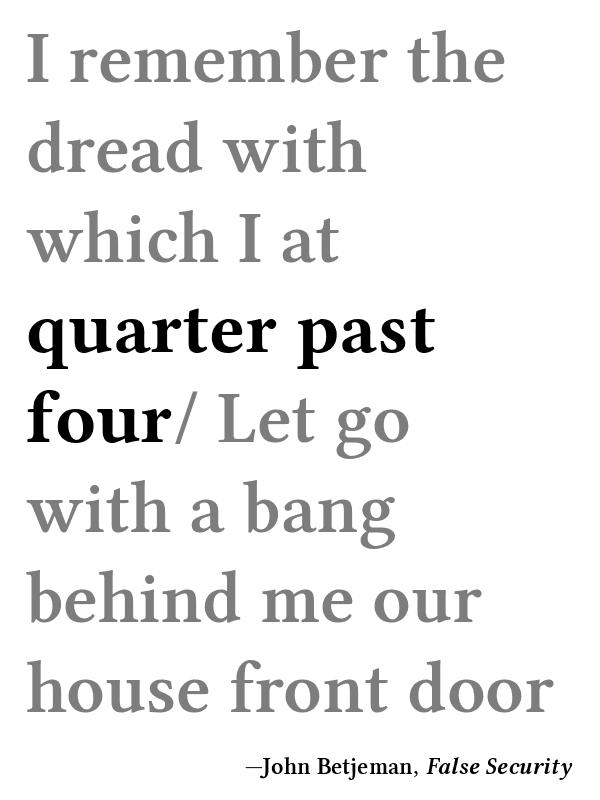 I remember the
dread with
which I at
quarter past
four/ Let go
with a bang
behind me our
house front door
—John Betjeman, False Security